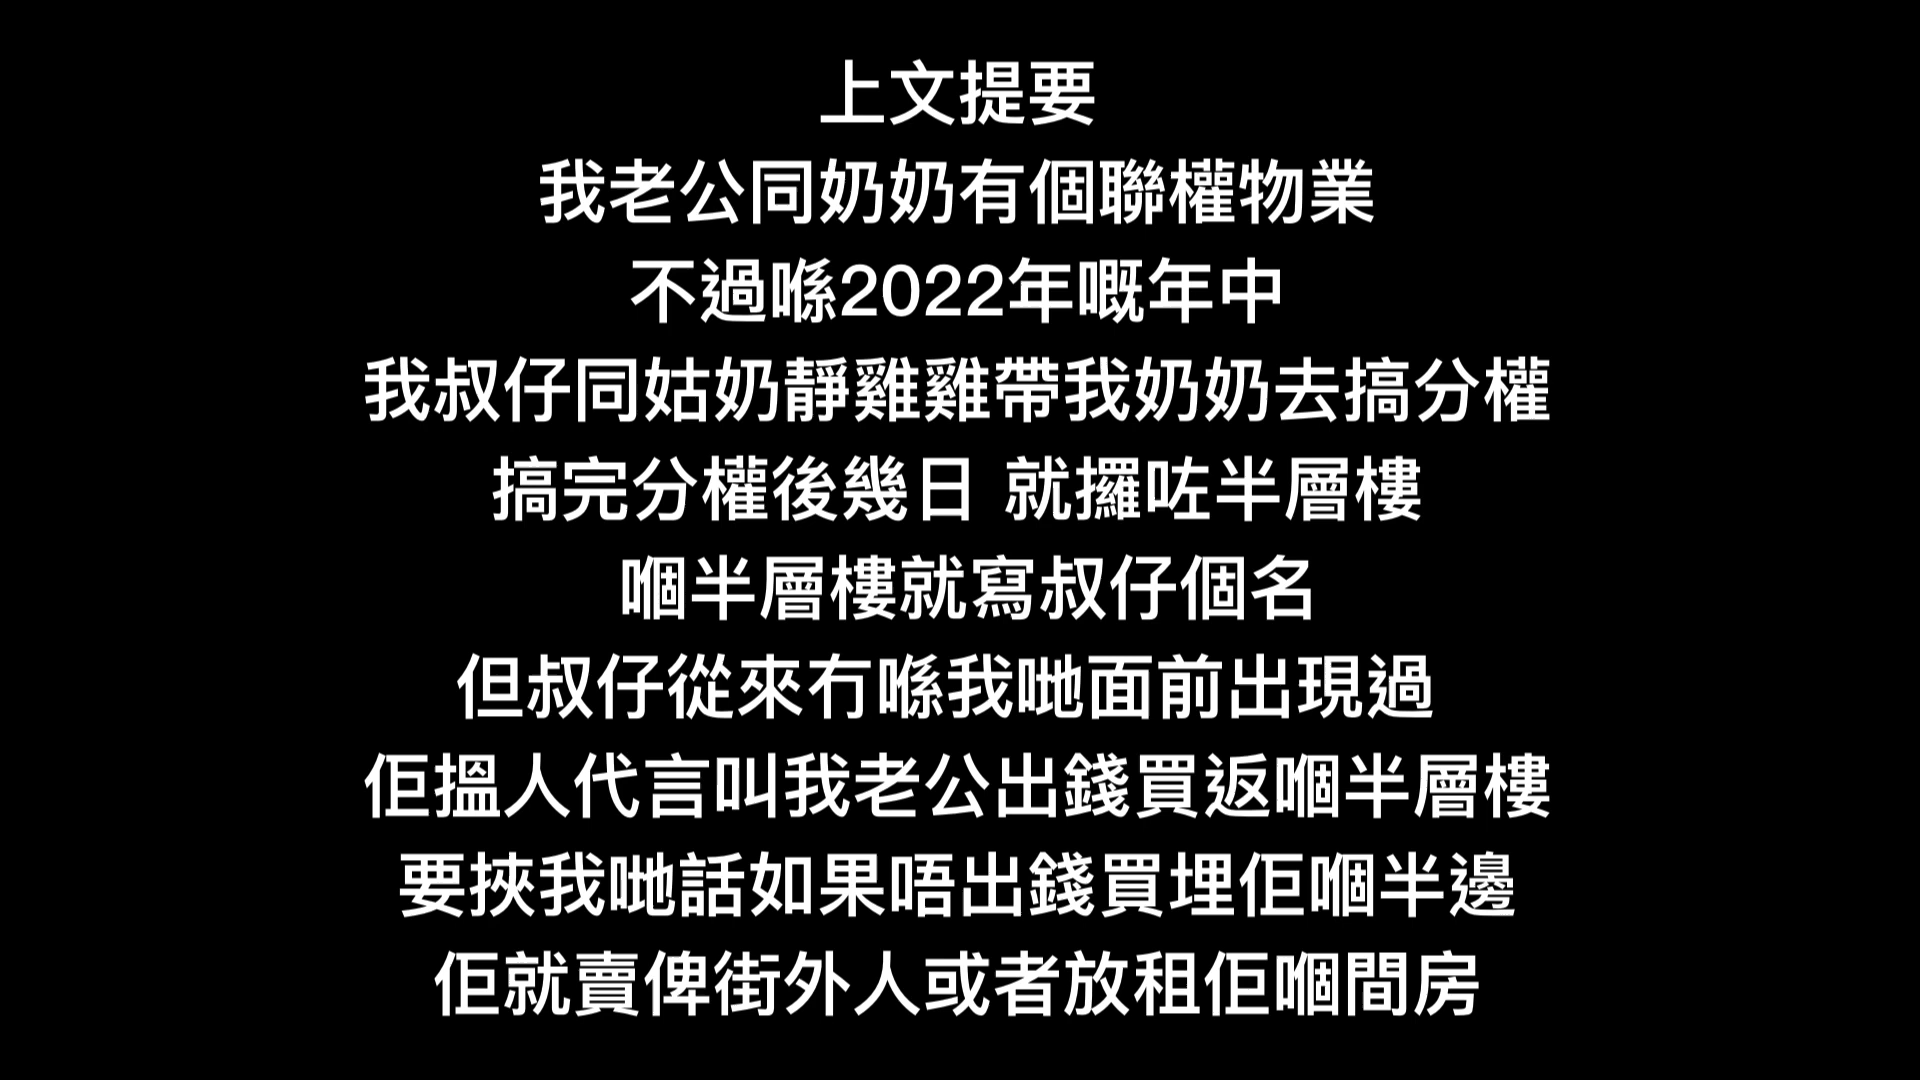 上文提要
我老公同奶奶有個聯權物業
不過喺2022年嘅年中
我叔仔同姑奶靜雞雞帶我奶奶去搞分權
搞完分權後幾日 就攞咗半層樓
嗰半層樓就寫叔仔個名
但叔仔從來冇喺我哋面前出現過
佢搵人代言叫我老公出錢買返嗰半層樓
要挾我哋話如果唔出錢買埋佢嗰半邊
佢就賣俾街外人或者放租佢嗰間房